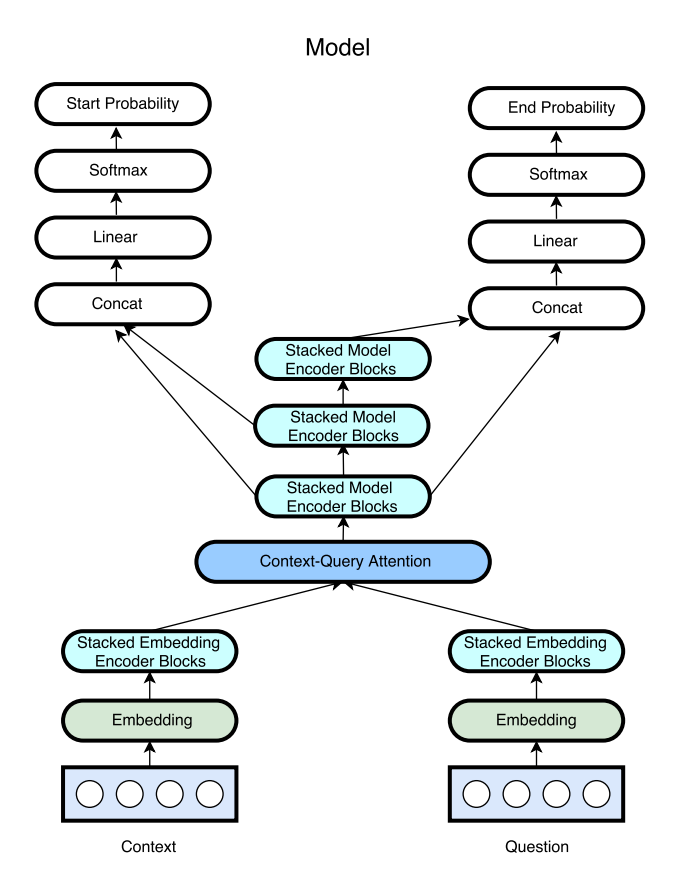 Model
Start Probability
Softmax
Linear
Concat
End Probability
Softmax
Linear
Concat
Stacked Model
Encoder Blocks
Stacked Model
Encoder Blocks
Stacked Model
Encoder Blocks
Context-Query Attention
Stacked Embedding
Encoder Blocks
Embedding
Context
Stacked Embedding
Encoder Blocks
Embedding
Question